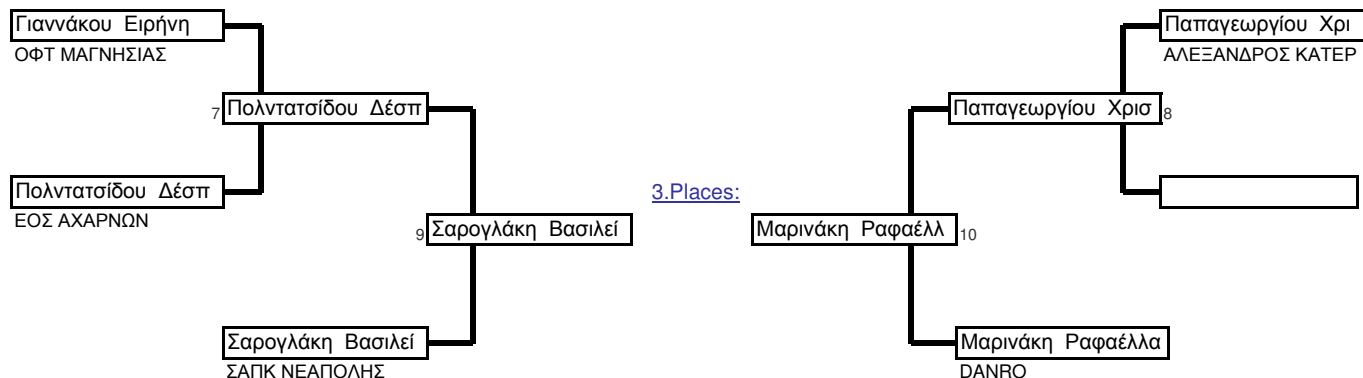 Γιαννάκου Ειρήνη
ΟΦΤ ΜΑΓΝΗΣΙΑΣ
Παπαγεωργίου Χρι
ΑΛΕΞΑΝΔΡΟΣ ΚΑΤΕΡ
7 Πολντατσίδου Δέσπ
Παπαγεωργίου Χρισ 8
Πολντατσίδου Δέσπ
ΕΟΣ ΑΧΑΡΝΩΝ
3.Places:
9 Σαρογλάκη Βασιλεί
Μαρινάκη Ραφαέλλ 10
Σαρογλάκη Βασιλεί
ΣΑΠΚ ΝΕΑΠΟΛΗΣ
Μαρινάκη Ραφαέλλα
DANRO